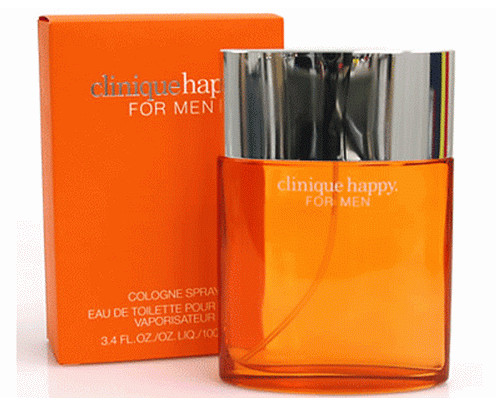 clinique happy
FOR MEN
COLOGNE SPRAY
EAU DE TOILETTE POUR
VAPORISATEUR
3.4 FL.OZ./OZ.LIQ./100
clinique happy.
FOR MEN